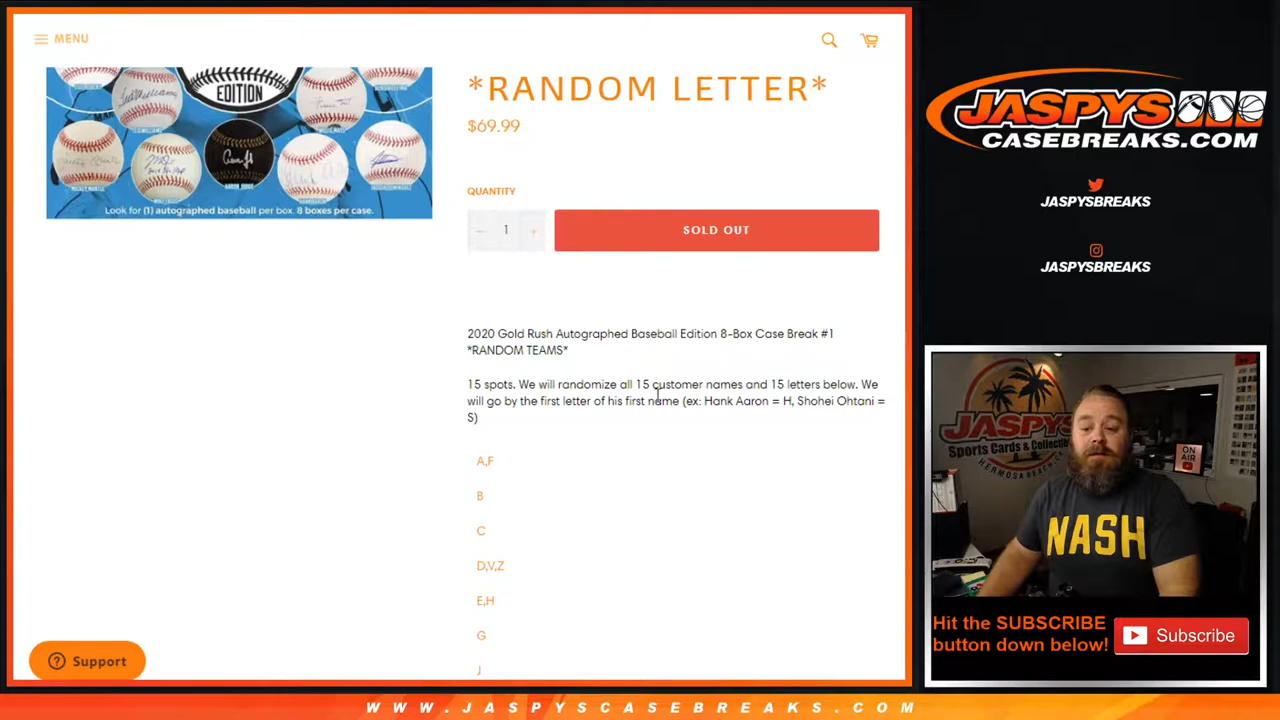 MENU
EDITION
Look for (1) autographed baseball per box. 8 boxes per case.
*RANDOM LETTER*
$69.99
QUANTITY
− 1 +
SOLD OUT
2020 Gold Rush Autographed Baseball Edition 8-Box Case Break #1
*RANDOM TEAMS*
15 spots. We will randomize all 15 customer names and 15 letters below. We
will go by the first letter of his first name (ex: Hank Aaron = H, Shohei Ohtani =
S)
A,F
B
C
D,V,Z
E,H
G
J
Support
JASPYS
CASEBREAKS.COM
JASPYSBREAKS
JASPYSBREAKS
JASPYS
Sports Cards & Collectibles
HERMOSA BEACH,
ON
AIR
NASH
Hit the SUBSCRIBE
button down below!
Subscribe
WWW.JASPYSCASEBREAKS.COM